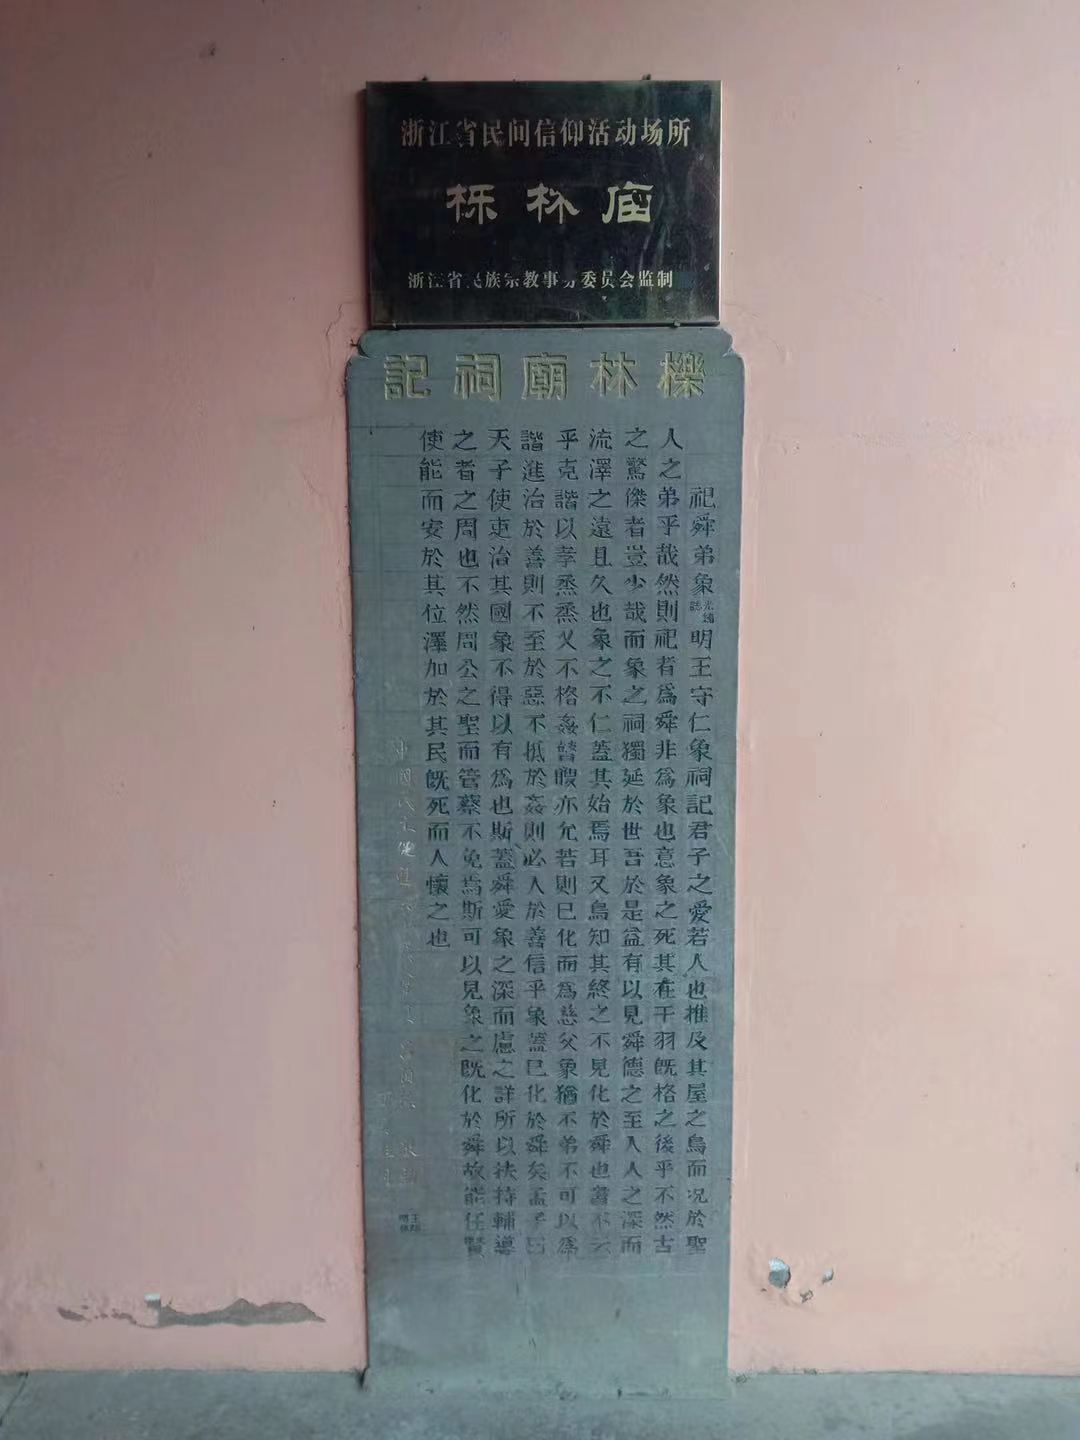 浙江省民间信仰活动场所
栎林庙
浙江省民族宗教事务委员会监制
櫟林廟祠記
祀舜弟象光緒誌明王守仁象祠記君子之愛若人也推及其屋之烏而况於聖
人之弟乎哉然則祀者爲舜非爲象也意象之死其在干羽既格之後乎不然古
之驁傑者豈少哉而象之祠獨延於世吾於是益有以見舜德之至入人之深而
流澤之遠且久也象之不仁蓋其始焉耳又烏知其終之不見化於舜也書不云
乎克諧以孝烝烝乂不格姦瞽瞍亦允若則已化而爲慈父象猶不弟不可以爲
諧進治於善則不至於惡不抵於姦則必入於善信乎象蓋已化於舜矣孟子曰
天子使吏治其國象不得以有爲也斯蓋舜愛象之深而慮之詳所以扶持輔導
之者之周也不然周公之聖而管蔡不免焉斯可以見象之既化於舜故能任賢
使能而安於其位澤加於其民既死而人懷之也